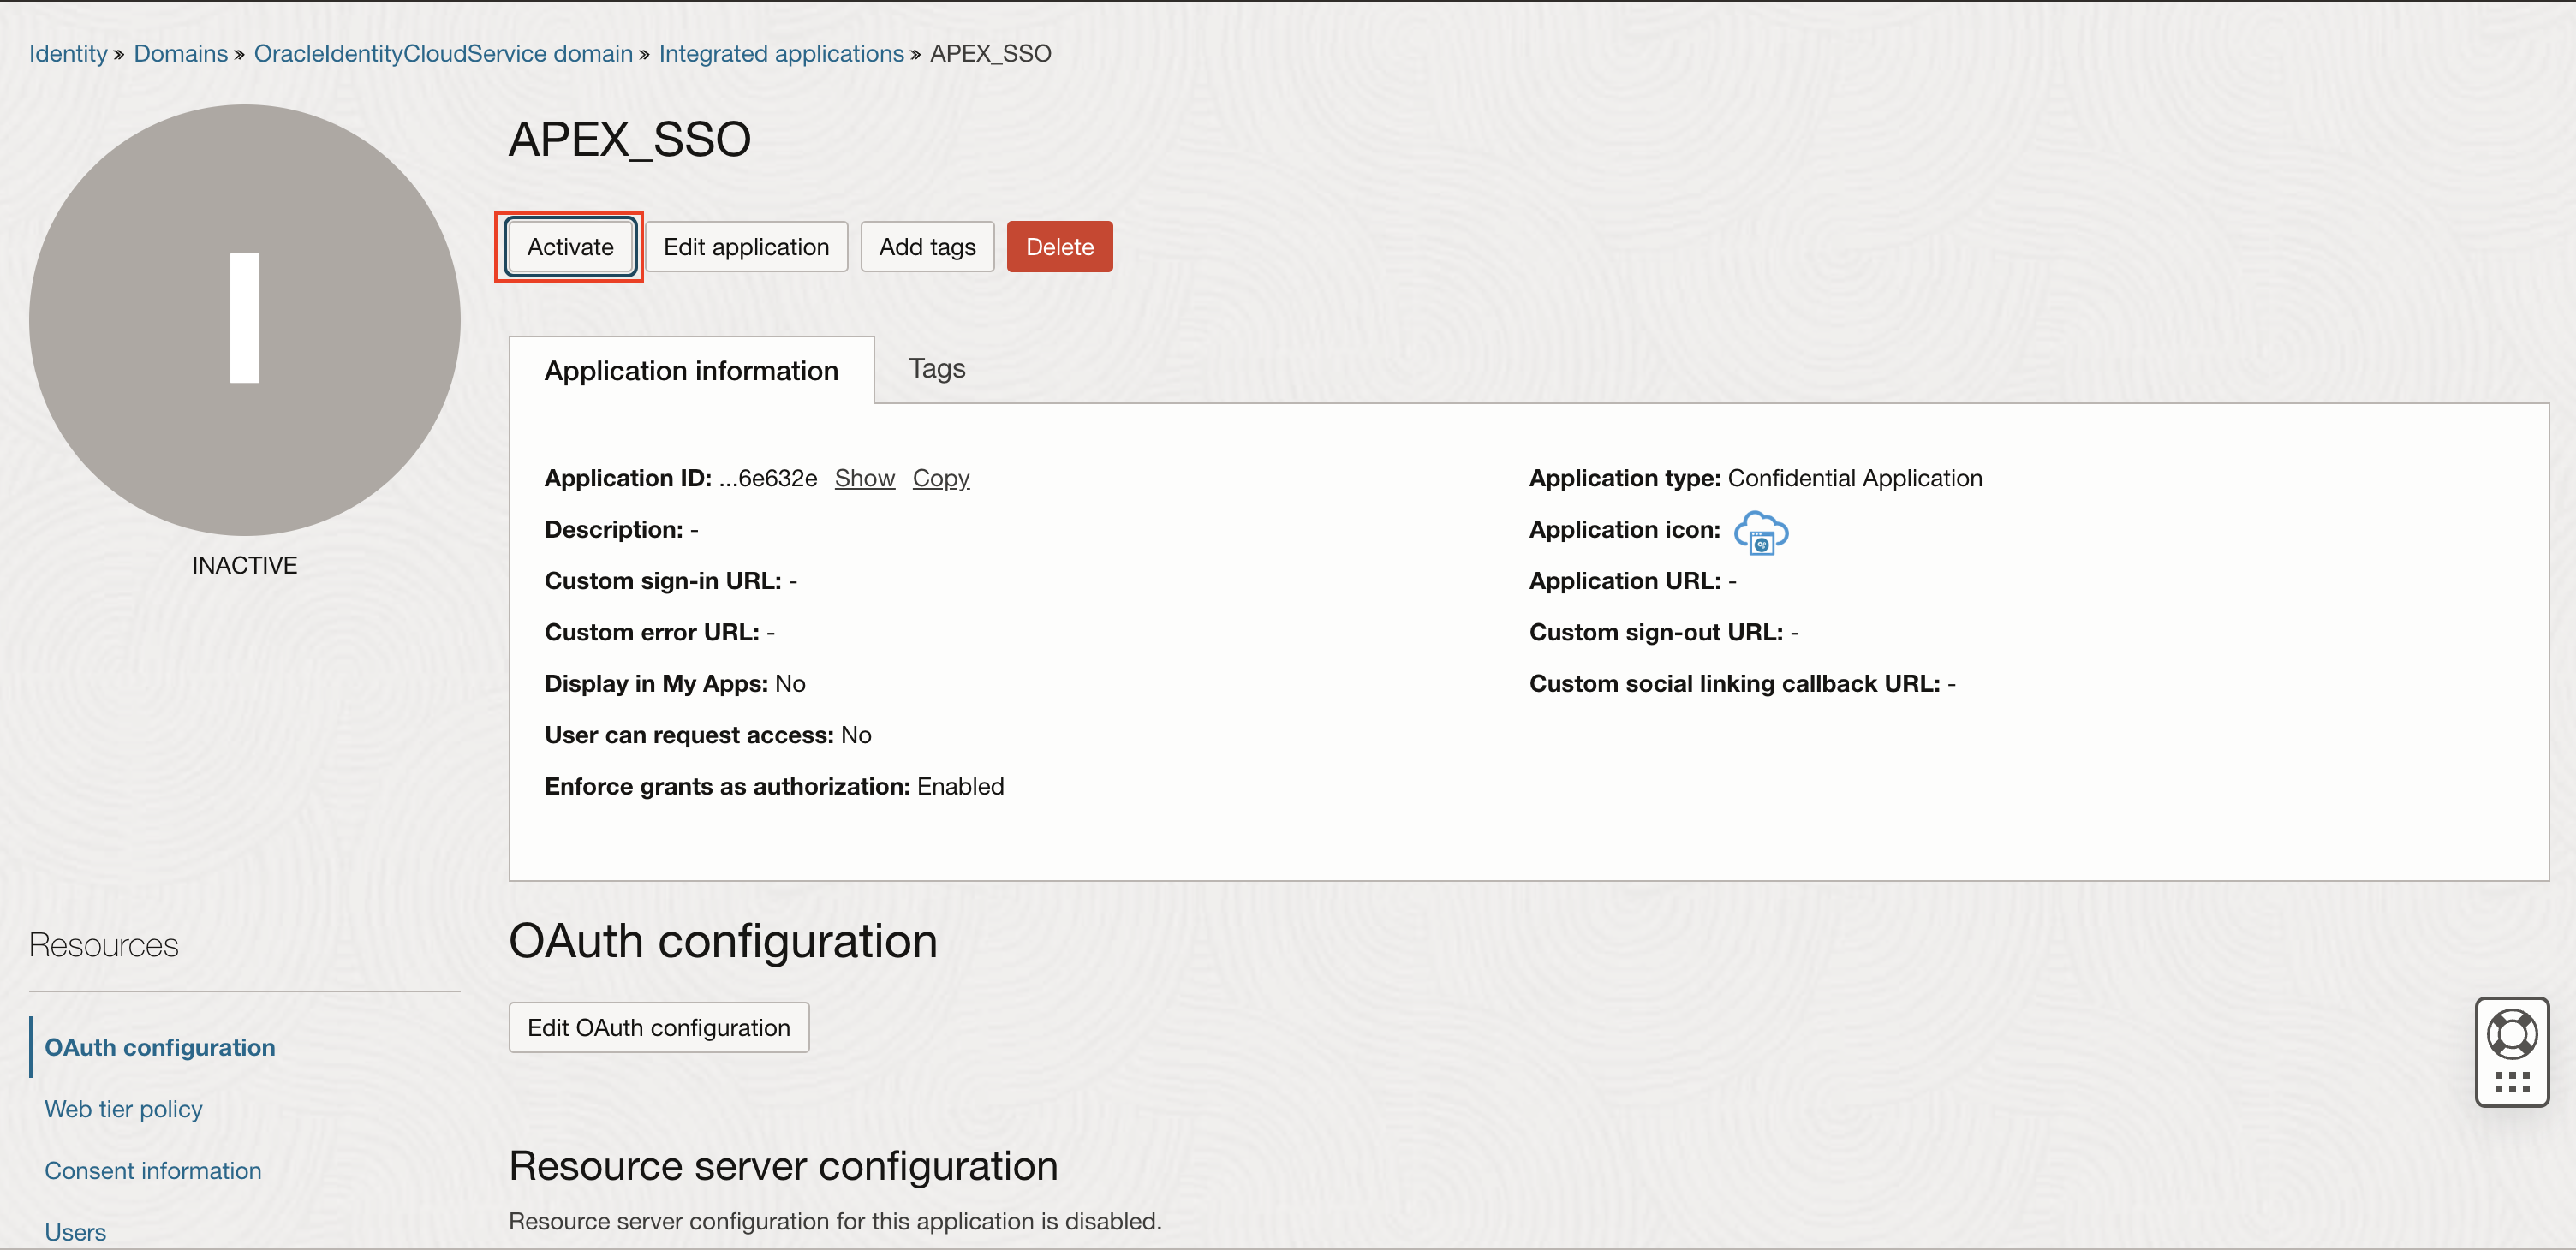 Identity » Domains » OracleIdentityCloudService domain » Integrated applications » APEX_SSO
I
INACTIVE
APEX_SSO
Activate Edit application Add tags Delete
Application information Tags
Application ID: ...6e632e Show Copy
Description: -
Custom sign-in URL: -
Custom error URL: -
Display in My Apps: No
User can request access: No
Enforce grants as authorization: Enabled
Application type: Confidential Application
Application icon:
Application URL: -
Custom sign-out URL: -
Custom social linking callback URL: -
Resources
OAuth configuration
Web tier policy
Consent information
Users
OAuth configuration
Edit OAuth configuration
Resource server configuration
Resource server configuration for this application is disabled.